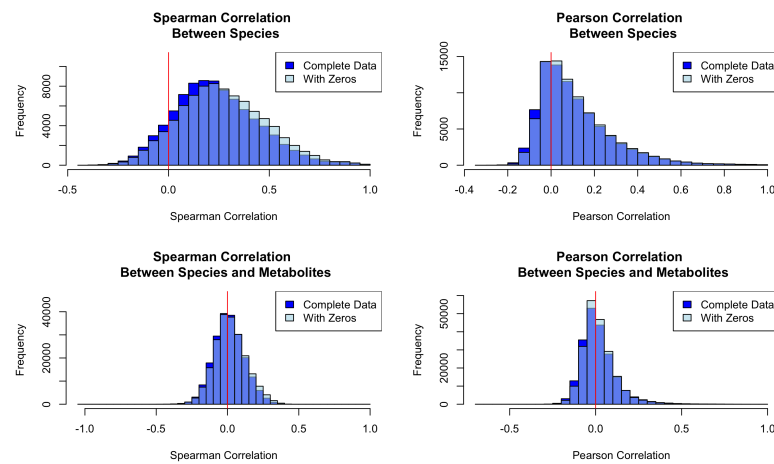 Spearman Correlation
Between Species
Complete Data
With Zeros
Frequency
0
4000
8000
-0.5
0.0
0.5
1.0
Spearman Correlation
Pearson Correlation
Between Species
Complete Data
With Zeros
Frequency
0
5000
15000
-0.4
-0.2
0.0
0.2
0.4
0.6
0.8
1.0
Pearson Correlation
Spearman Correlation
Between Species and Metabolites
Complete Data
With Zeros
Frequency
0
20000
40000
-1.0
-0.5
0.0
0.5
1.0
Spearman Correlation
Pearson Correlation
Between Species and Metabolites
Complete Data
With Zeros
Frequency
0
20000
50000
-0.5
0.0
0.5
1.0
Pearson Correlation